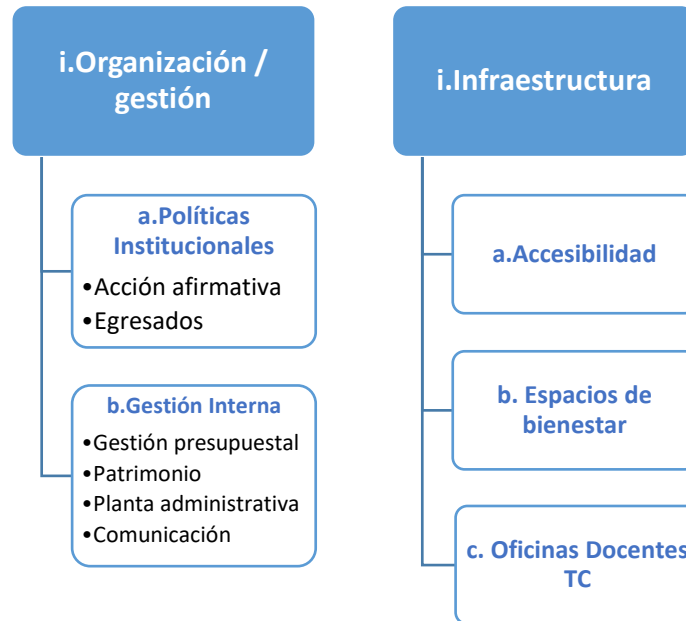 i.Organización /
gestión
a.Políticas
Institucionales
•Acción afirmativa
•Egresados
b.Gestión Interna
•Gestión presupuestal
•Patrimonio
•Planta administrativa
•Comunicación
i.Infraestructura
a.Accesibilidad
b. Espacios de
bienestar
c. Oficinas Docentes
TC